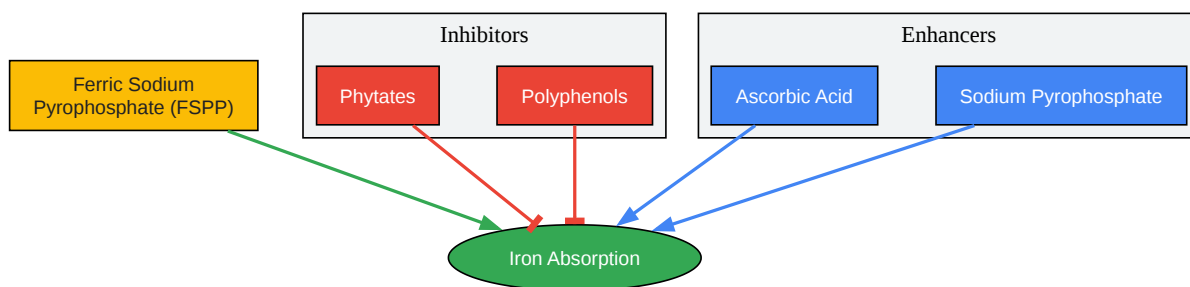 Inhibitors
Enhancers
Ferric Sodium
Pyrophosphate (FSPP)
Phytates
Polyphenols
Ascorbic Acid
Sodium Pyrophosphate
Iron Absorption